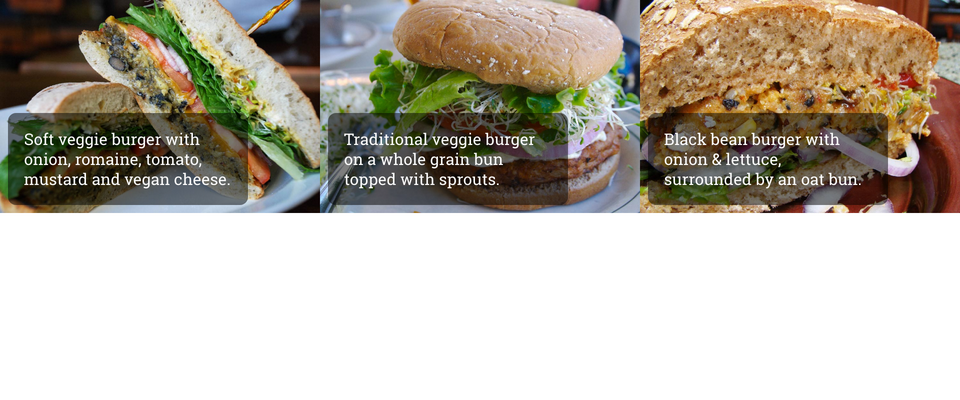 Soft veggie burger with
onion, romaine, tomato,
mustard and vegan cheese.
Traditional veggie burger
on a whole grain bun
topped with sprouts.
Black bean burger with
onion & lettuce,
surrounded by an oat bun.